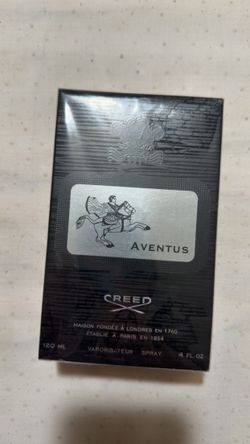 AVENTUS
CREED
MAISON FONDÉE À LONDRES EN 1760
ÉTABLIE À PARIS EN 1854
120 ML VAPORISATEUR SPRAY 4 FL.OZ